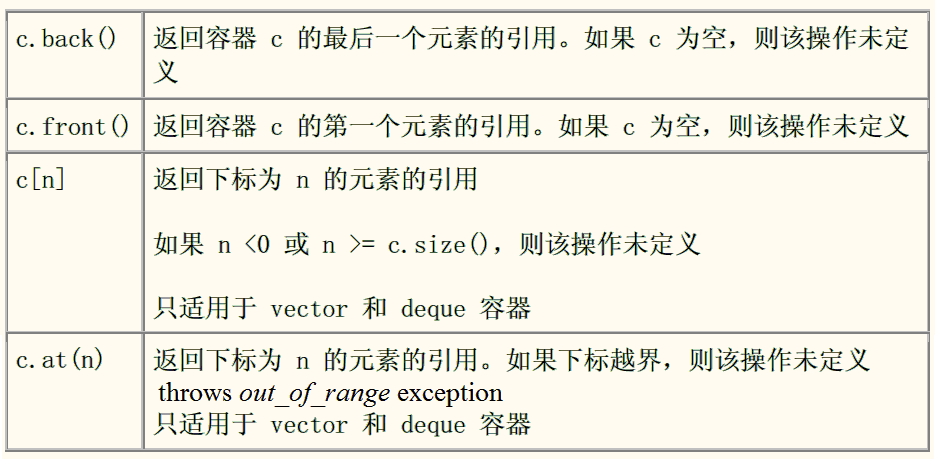 c.back() 返回容器 c 的最后一个元素的引用。如果 c 为空，则该操作未定
义
c.front() 返回容器 c 的第一个元素的引用。如果 c 为空，则该操作未定义
c[n] 返回下标为 n 的元素的引用
如果 n <0 或 n >= c.size()，则该操作未定义
只适用于 vector 和 deque 容器
c.at(n) 返回下标为 n 的元素的引用。如果下标越界，则该操作未定义
throws out_of_range exception
只适用于 vector 和 deque 容器